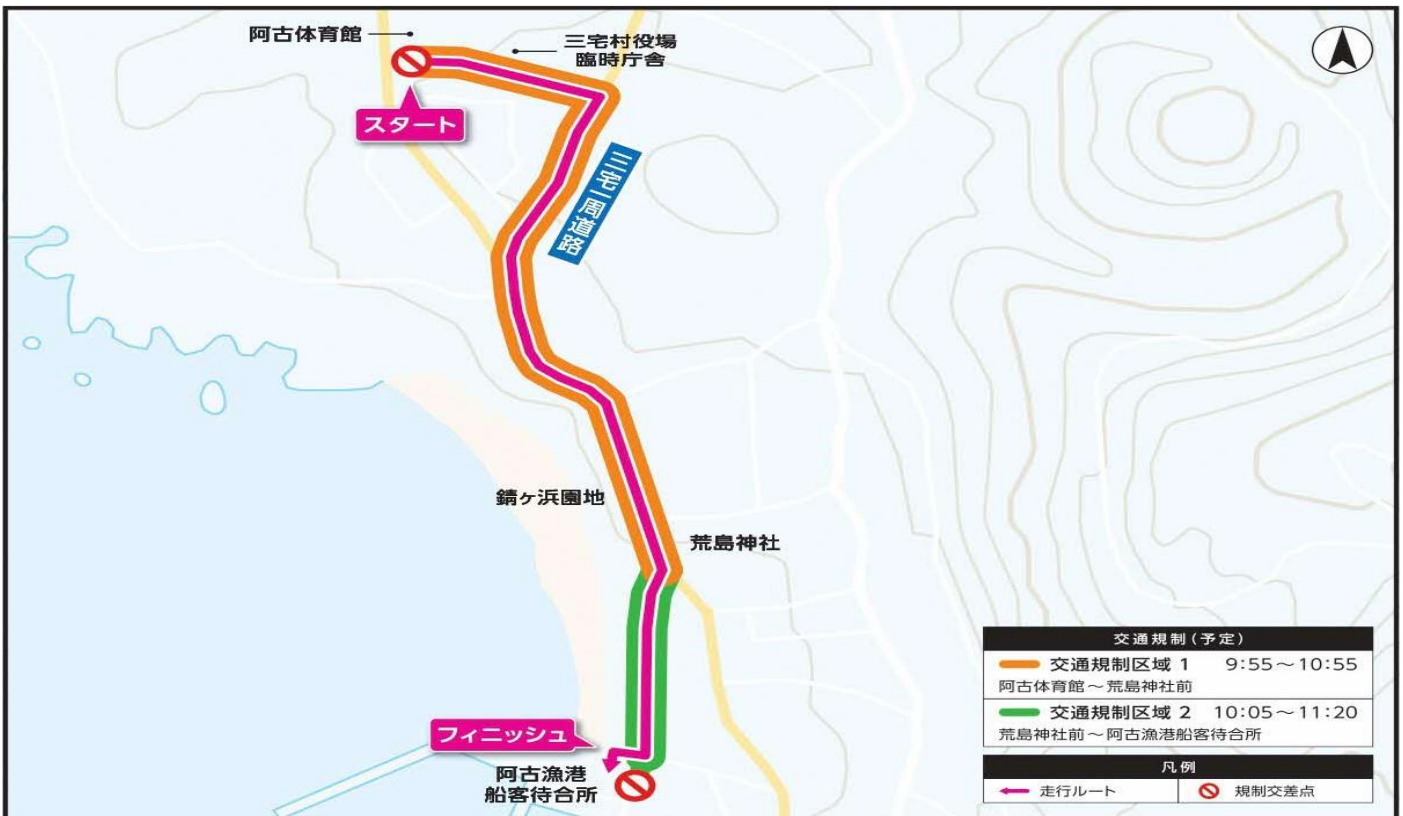 阿古体育館
三宅村役場
臨時庁舎
スタート
三宅一周道路
錆ヶ浜園地
荒島神社
フィニッシュ
阿古漁港
船客待合所
交通規制(予定)
交通規制区域 1 9:55～10:55
阿古体育館～荒島神社前
交通規制区域 2 10:05～11:20
荒島神社前～阿古漁港船客待合所
凡例
走行ルート
規制交差点